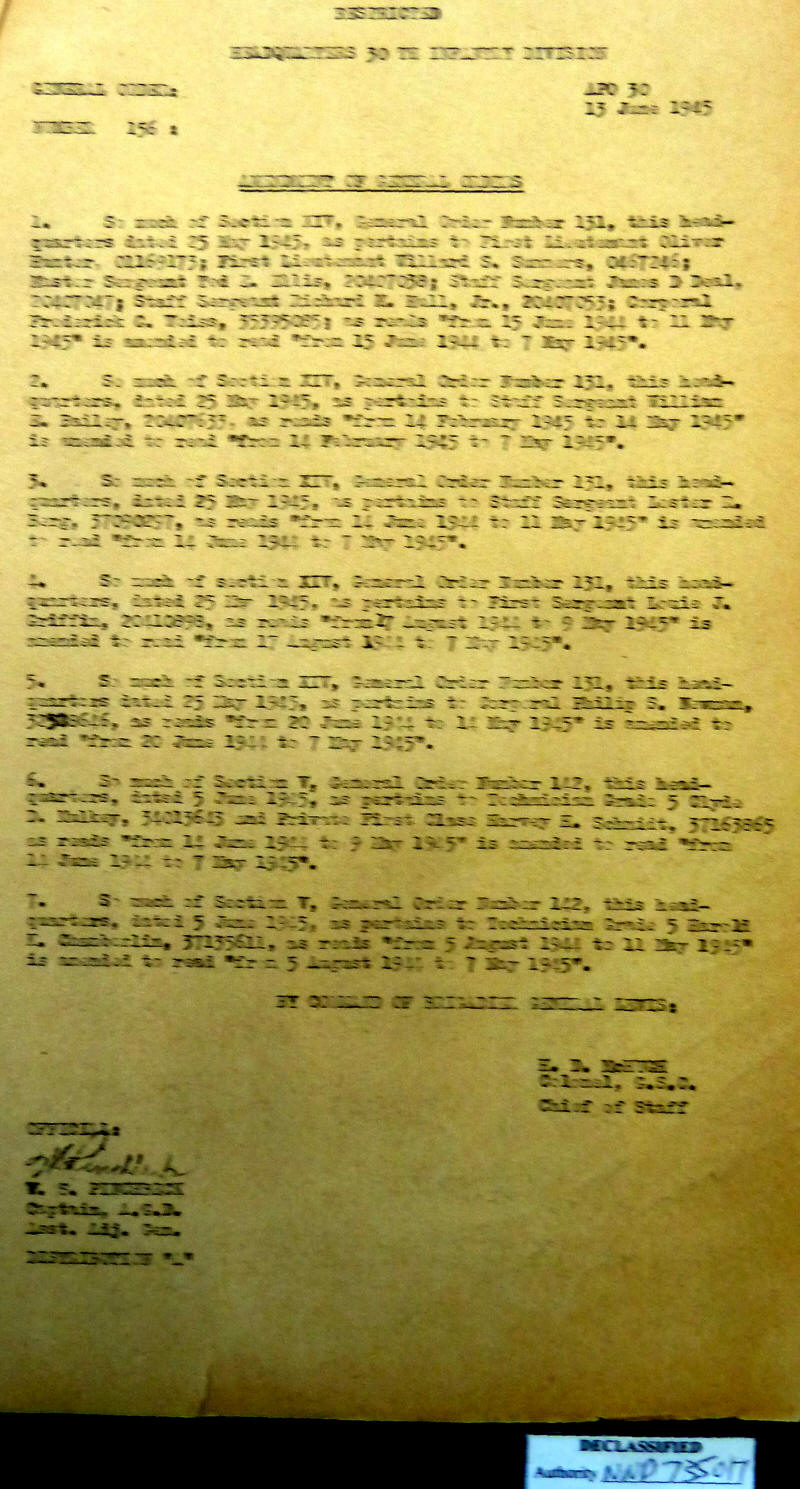 RESTRICTED
HEADQUARTERS 30 TH INFANTRY DIVISION
GENERAL ORDER:
APO 30
13 June 1945
NUMBER 156 :
AMENDMENT OF GENERAL ORDERS
1. So much of Section XIV, General Order Number 131, this head-
quarters dated 25 May 1945, as pertains to First Lieutenant Oliver
01169173; First Lieutenant Willard S. 0467246;
Master Sergeant Ellis, 20407038; Staff Sergeant James D Deal,
20407047; Staff Sergeant Richard Hall, Jr., 20407053; Corporal
Frederick 35395085; as reads "from 15 June 1944 to 11 May
1945" is amended to read "from 15 June 1944 to 7 May 1945".
2. So much of Section XIV, General Order Number 131, this head-
quarters, dated 25 May 1945, as pertains to Staff Sergeant William
Bailey, as reads "from 14 February 1945 to 14 May 1945"
is amended to read "from 14 February 1945 to 7 May 1945".
3. So much of Section XIV, General Order Number 131, this head-
quarters, dated 25 May 1945, as pertains to Staff Sergeant Lester
as reads "from 14 June 1944 to 11 May 1945" is amended
to read "from 14 June 1944 to 7 May 1945".
4. So much of section XIV, General Order Number 131, this head-
quarters, dated 25 May 1945, as pertains to First Sergeant Louis J.
Griffin, 20410898, as reads "from17 August 1944 to 9 May 1945" is
amended to read "from 17 August 1944 to 7 May 1945".
5. So much of Section XIV, General Order Number 131, this head-
quarters dated 25 May 1945, as pertains to Corporal Philip S. Newman,
as reads "from 20 June 1944 to 14 May 1945" is amended to
read "from 20 June 1944 to 7 May 1945".
6. So much of Section V, General Order Number 142, this head-
quarters, dated 5 June 1945, as pertains to Technician Grade 5 Clyde
34013643 and Private First Class Harvey E. Schmidt, 37163865
as reads "from 14 June 1944 to 9 May 1945" is amended to read "from
14 June 1944 to 7 May 1945".
7. So much of Section V, General Order Number 142, this head-
quarters, dated 5 June 1945, as pertains to Technician Grade 5 Harold
Chamberlin, 37135611, as reads "from 5 August 1944 to 11 May 1945"
is amended to read "from 5 August 1944 to 7 May 1945".
BY COMMAND OF BRIGADIER GENERAL LEWIS:
Colonel, G.S.C.
Chief of Staff
OFFICIAL:
Captain, A.G.D.
Asst. Adj. Gen.
DISTRIBUTION
DECLASSIFIED
Authority NND 735017